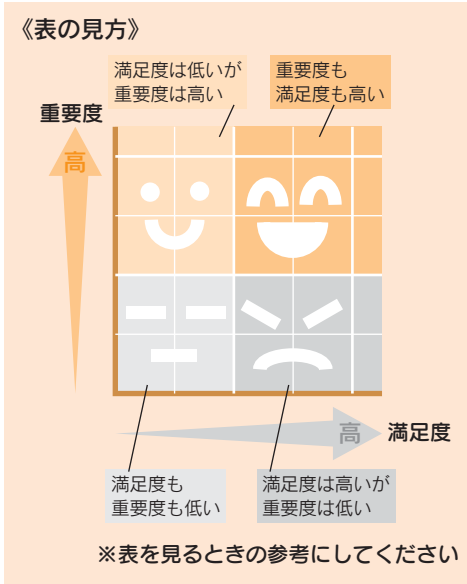 《表の見方》
満足度は低いが
重要度は高い
重要度も
満足度も高い
重要度
高
高
満足度
満足度も
重要度も低い
満足度は高いが
重要度は低い
※表を見るときの参考にしてください